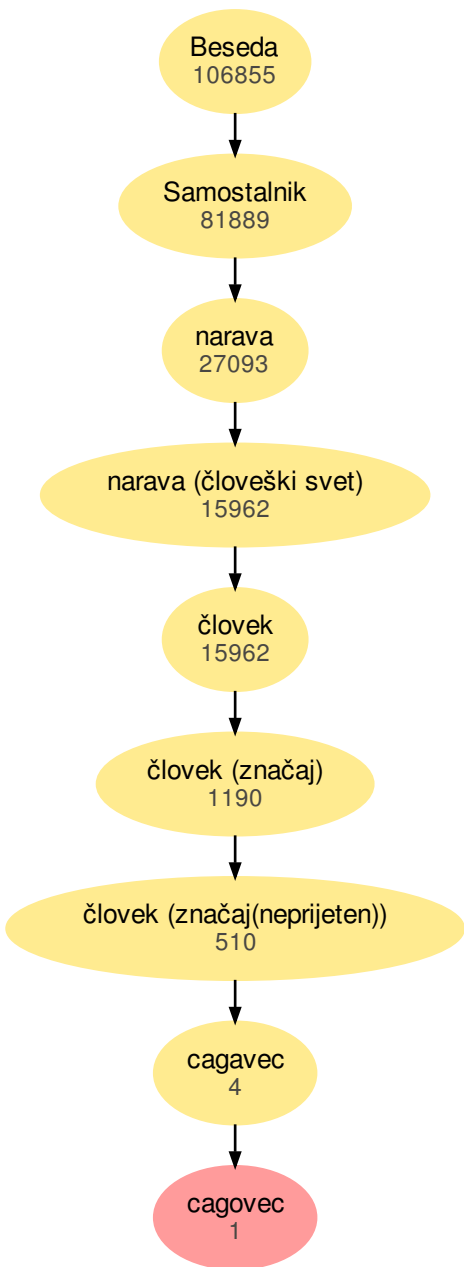 Beseda
106855
Samostalnik
81889
narava
27093
narava (človeški svet)
15962
človek
15962
človek (značaj)
1190
človek (značaj(neprijeten))
510
cagavec
4
cagovec
1